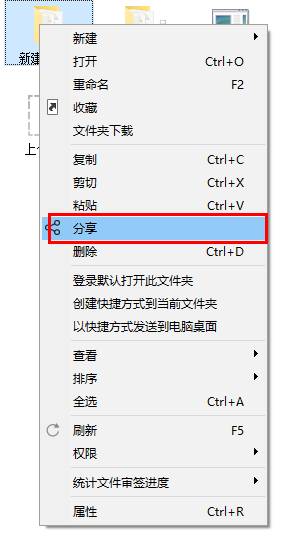 新建
新建
打开 Ctrl+O
重命名 F2
收藏
上
文件夹下载
复制 Ctrl+C
剪切 Ctrl+X
粘贴 Ctrl+V
分享
删除 Ctrl+D
登录默认打开此文件夹
创建快捷方式到当前文件夹
以快捷方式发送到电脑桌面
查看
排序
全选 Ctrl+A
刷新 F5
权限
统计文件审签进度
属性 Ctrl+R